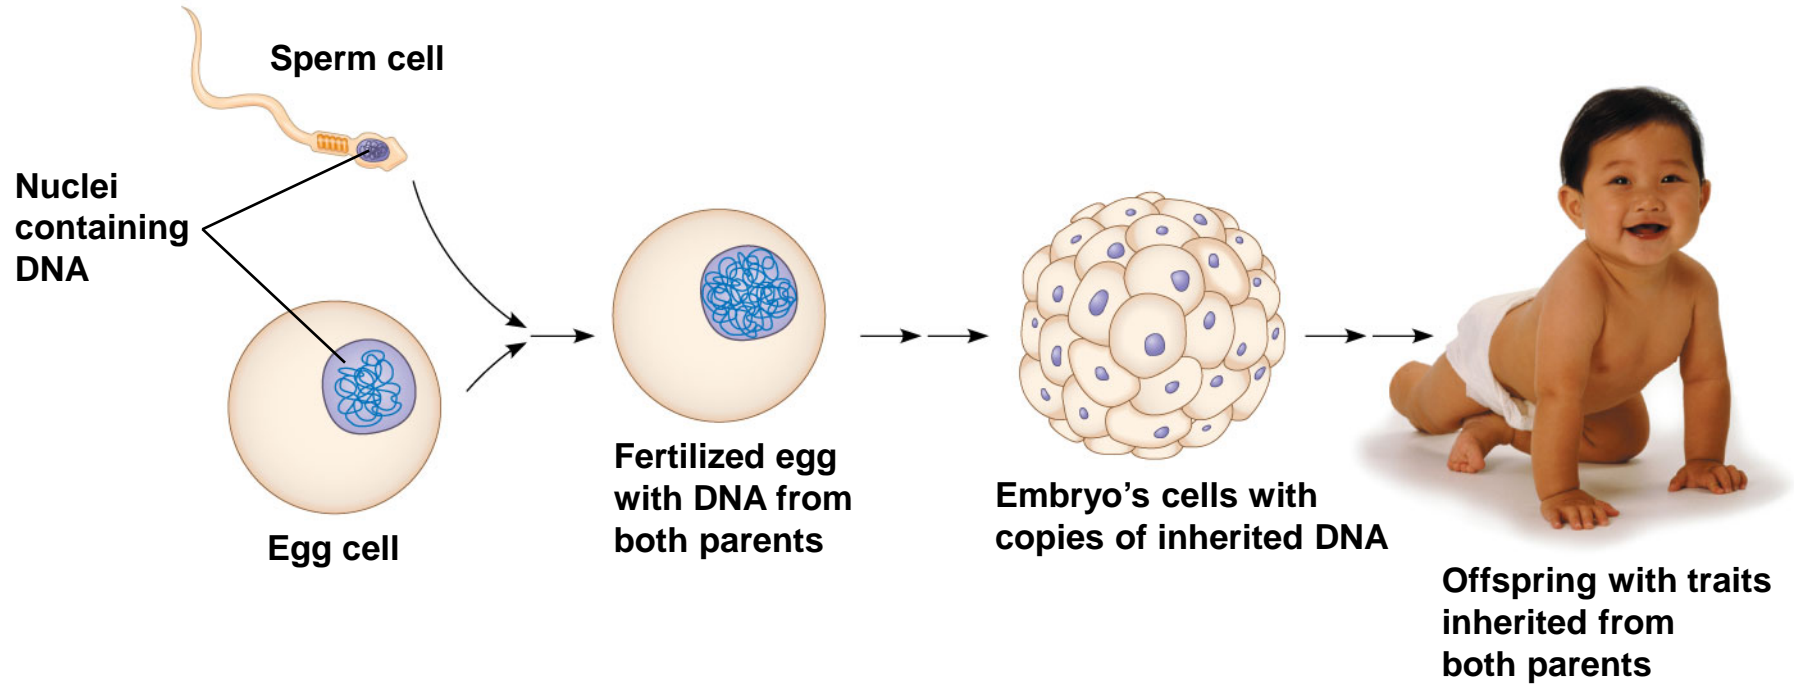 Sperm cell
Nuclei
containing
DNA
Egg cell
Fertilized egg
with DNA from
both parents
Embryo’s cells with
copies of inherited DNA
Offspring with traits
inherited from
both parents